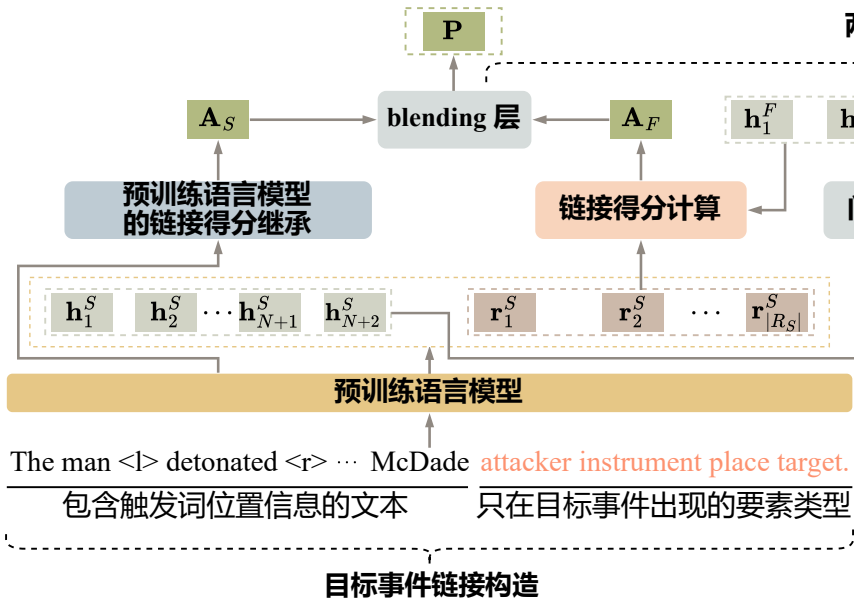 P
两
A_S
blending 层
A_F
h_1^F
h
预训练语言模型
的链接得分继承
链接得分计算
h_1^S h_2^S ⋯ h_{N+1}^S h_{N+2}^S
r_1^S r_2^S ⋯ r_{|R_S|}^S
预训练语言模型
The man <l> detonated <r> ⋯ McDade attacker instrument place target.
包含触发词位置信息的文本 只在目标事件出现的要素类型
目标事件链接构造